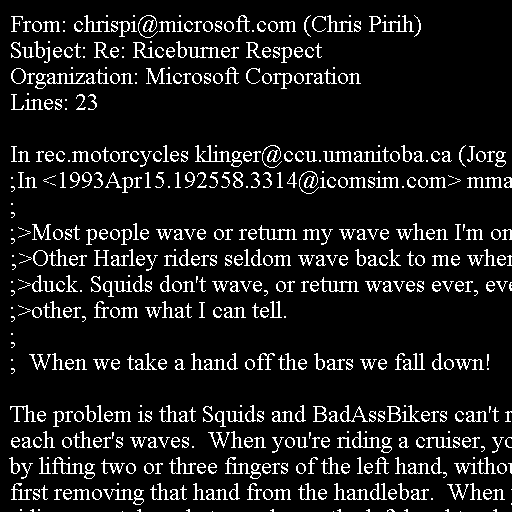 From: chrispi@microsoft.com (Chris Pirih)
Subject: Re: Riceburner Respect
Organization: Microsoft Corporation
Lines: 23

In rec.motorcycles klinger@ccu.umanitoba.ca (Jorg
;In <1993Apr15.192558.3314@icomsim.com> mma
;
;>Most people wave or return my wave when I'm on
;>Other Harley riders seldom wave back to me when
;>duck. Squids don't wave, or return waves ever, eve
;>other, from what I can tell.
;
;  When we take a hand off the bars we fall down!

The problem is that Squids and BadAssBikers can't r
each other's waves.  When you're riding a cruiser, yo
by lifting two or three fingers of the left hand, withou
first removing that hand from the handlebar.  When